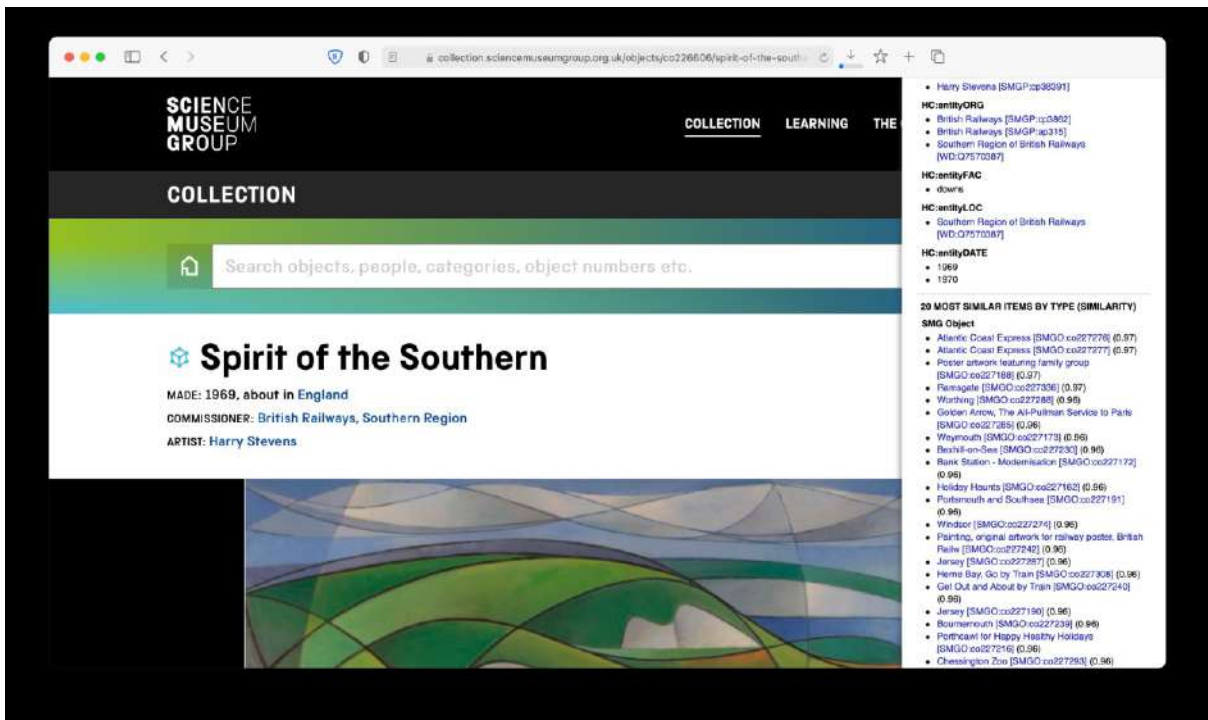 collection.sciencemuseumgroup.org.uk/objects/co226606/spirit-of-the-south
SCIENCE
MUSEUM
GROUP
COLLECTION LEARNING THE
COLLECTION
Search objects, people, categories, object numbers etc.
Spirit of the Southern
MADE: 1969, about in England
COMMISSIONER: British Railways, Southern Region
ARTIST: Harry Stevens
• Harry Stevens [SMGP:cp38391]
HC:entityORG
• British Railways [SMGP:cp3862]
• British Railways [SMGP:ap315]
• Southern Region of British Railways
[WD:Q7570387]
HC:entityFAC
• downs
HC:entityLOC
• Southern Region of British Railways
[WD:Q7570387]
HC:entityDATE
• 1969
• 1970
20 MOST SIMILAR ITEMS BY TYPE (SIMILARITY)
SMG Object
• Atlantic Coast Express [SMGO:co227276] (0.97)
• Atlantic Coast Express [SMGO:co227277] (0.97)
• Poster artwork featuring family group
[SMGO:co227188] (0.97)
• Ramsgate [SMGO:co227336] (0.97)
• Worthing [SMGO:co227288] (0.96)
• Golden Arrow, The All-Pullman Service to Paris
[SMGO:co227285] (0.96)
• Weymouth [SMGO:co227173] (0.96)
• Bexhill-on-Sea [SMGO:co227230] (0.96)
• Bank Station - Modernisation [SMGO:co227172]
(0.96)
• Holiday Haunts [SMGO:co227162] (0.96)
• Portsmouth and Southsea [SMGO:co227191]
(0.96)
• Windsor [SMGO:co227274] (0.96)
• Painting, original artwork for railway poster, British
Railw [SMGO:co227242] (0.96)
• Jersey [SMGO:co227287] (0.96)
• Herne Bay, Go by Train [SMGO:co227308] (0.96)
• Get Out and About by Train [SMGO:co227240]
(0.96)
• Jersey [SMGO:co227190] (0.96)
• Bournemouth [SMGO:co227239] (0.96)
• Porthcawl for Happy Healthy Holidays
[SMGO:co227216] (0.96)
• Chessington Zoo [SMGO:co227293] (0.96)